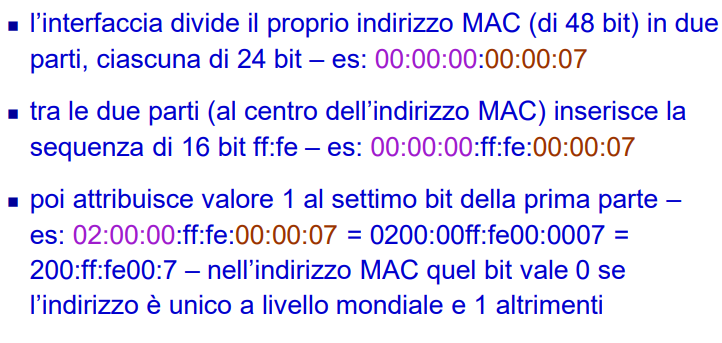 ▪ l’interfaccia divide il proprio indirizzo MAC (di 48 bit) in due
parti, ciascuna di 24 bit – es: 00:00:00:00:00:07
▪ tra le due parti (al centro dell’indirizzo MAC) inserisce la
sequenza di 16 bit ff:fe – es: 00:00:00:ff:fe:00:00:07
▪ poi attribuisce valore 1 al settimo bit della prima parte –
es: 02:00:00:ff:fe:00:00:07 = 0200:00ff:fe00:0007 =
200:ff:fe00:7 – nell’indirizzo MAC quel bit vale 0 se
l’indirizzo è unico a livello mondiale e 1 altrimenti